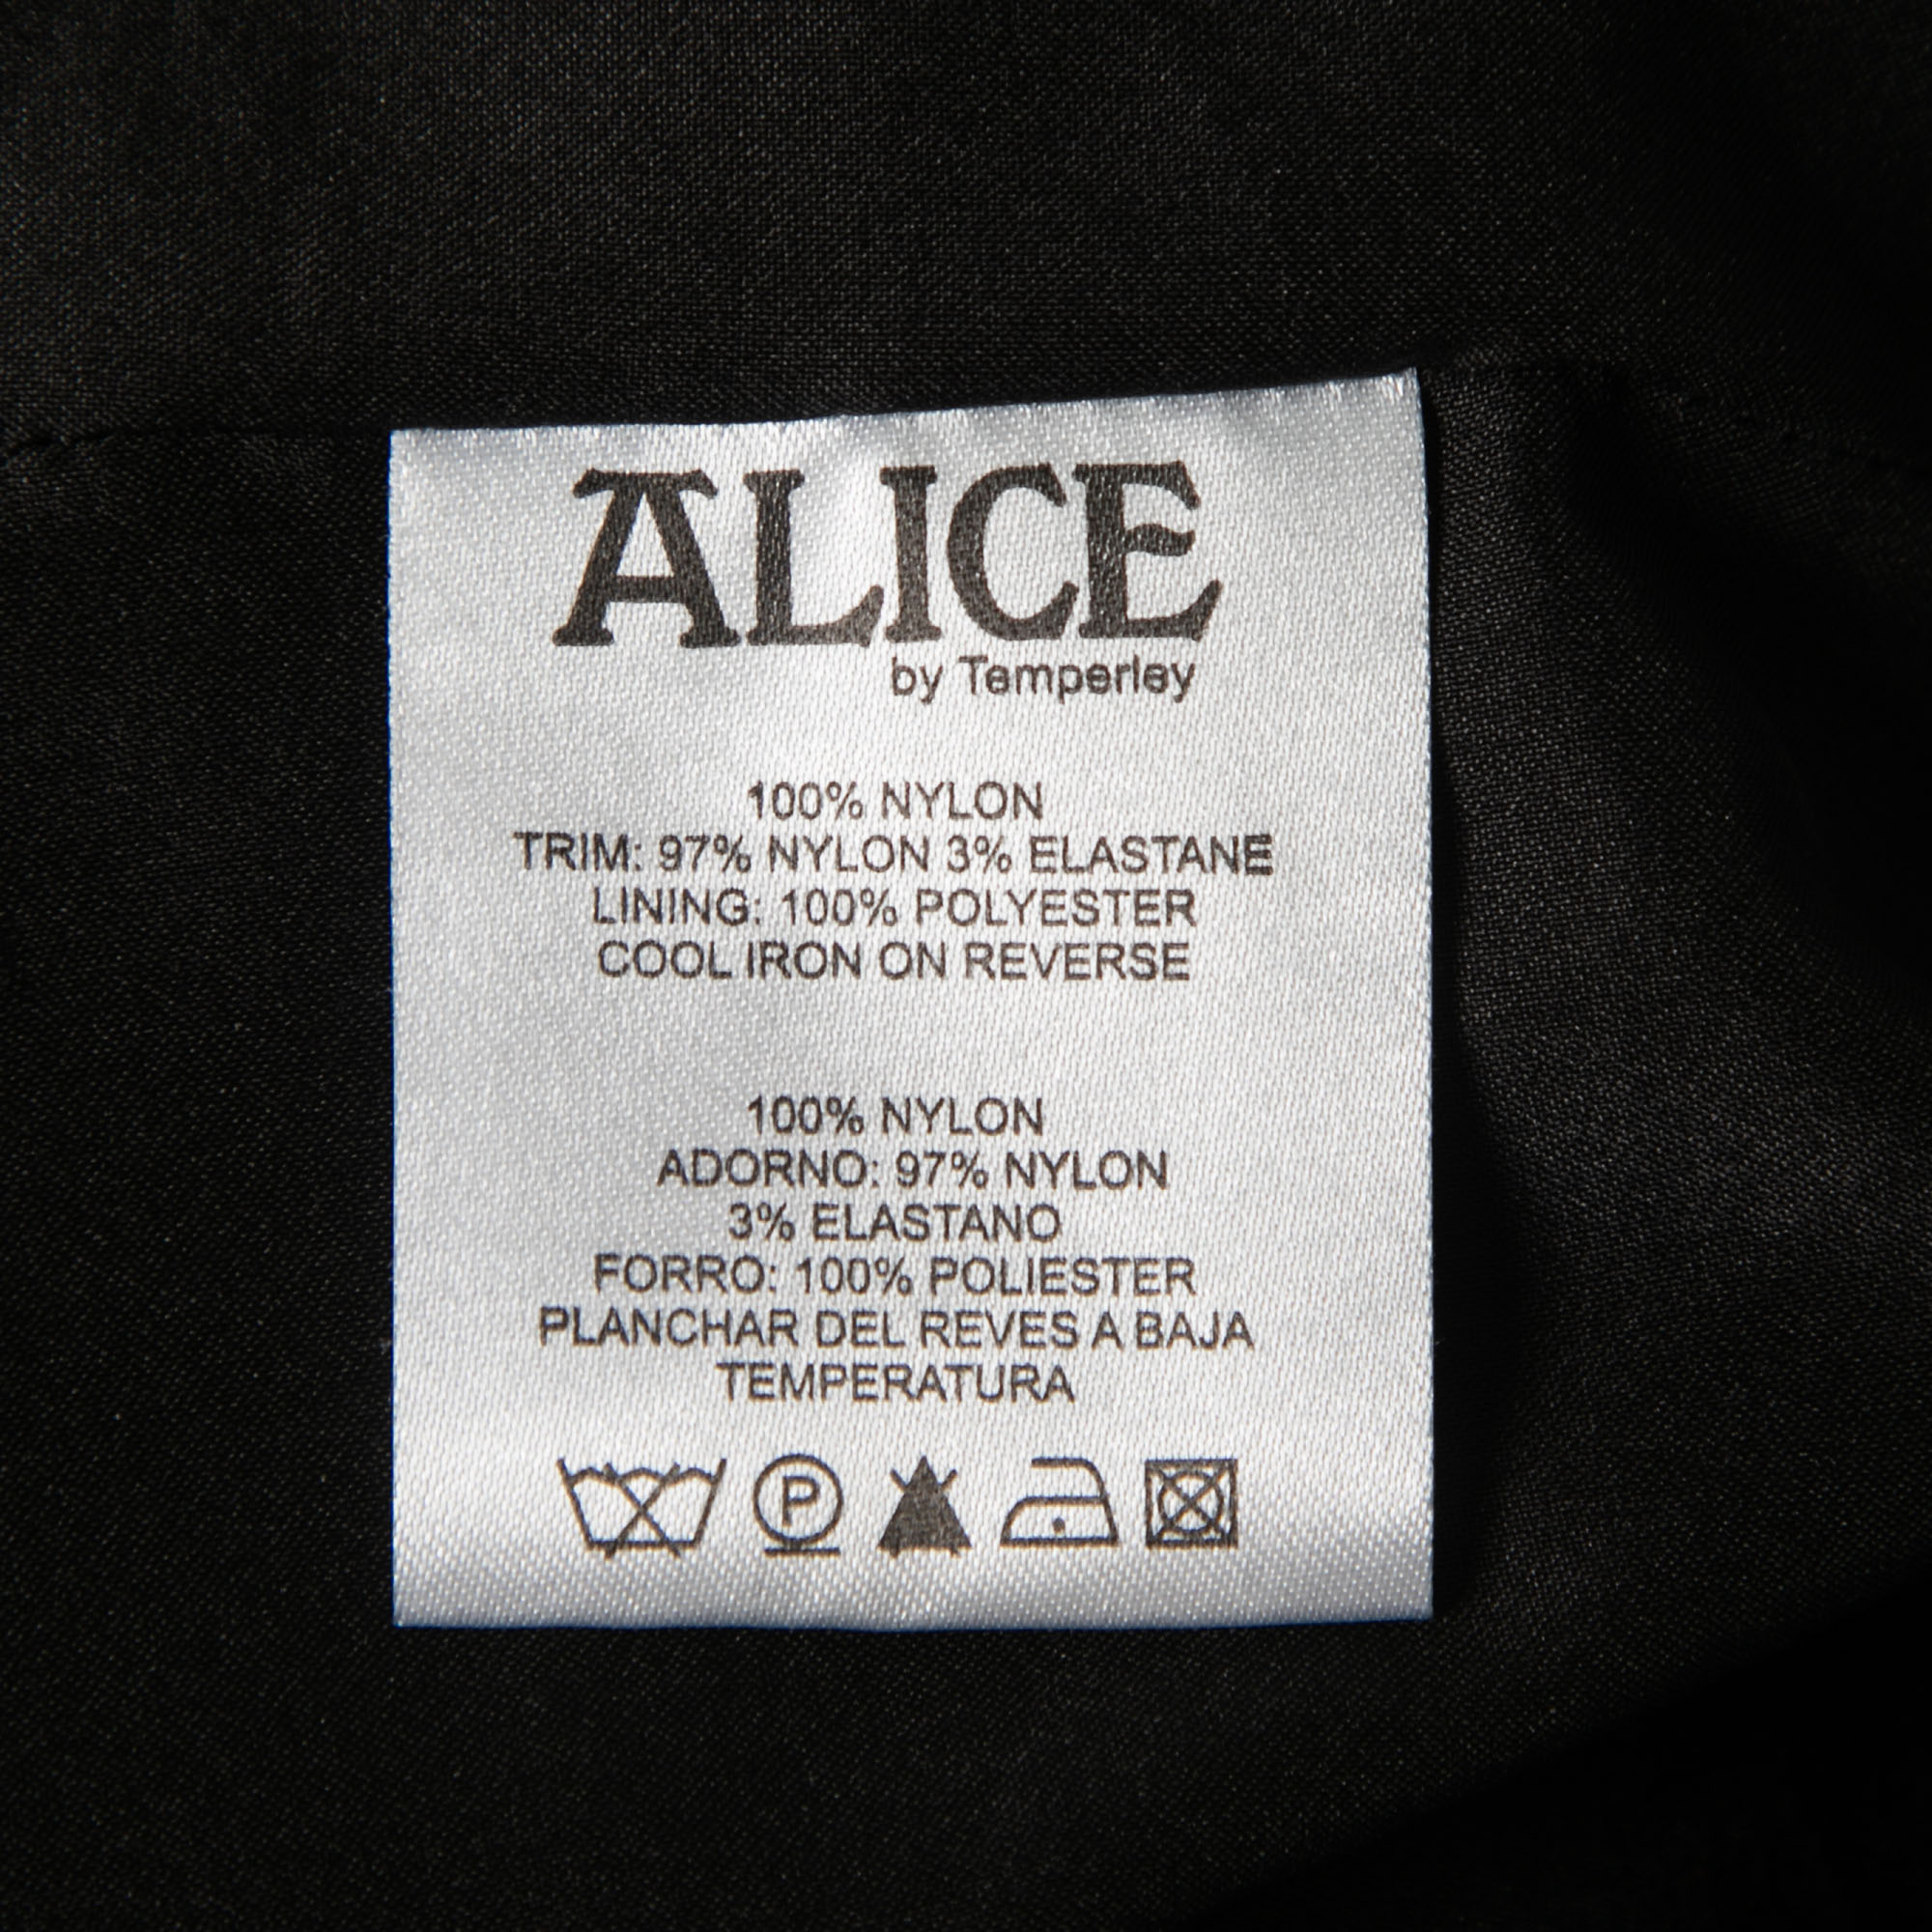 ALICE
by Temperley
100% NYLON
TRIM: 97% NYLON 3% ELASTANE
LINING: 100% POLYESTER
COOL IRON ON REVERSE
100% NYLON
ADORNO: 97% NYLON
3% ELASTANO
FORRO: 100% POLIESTER
PLANCHAR DEL REVES A BAJA
TEMPERATURA
P